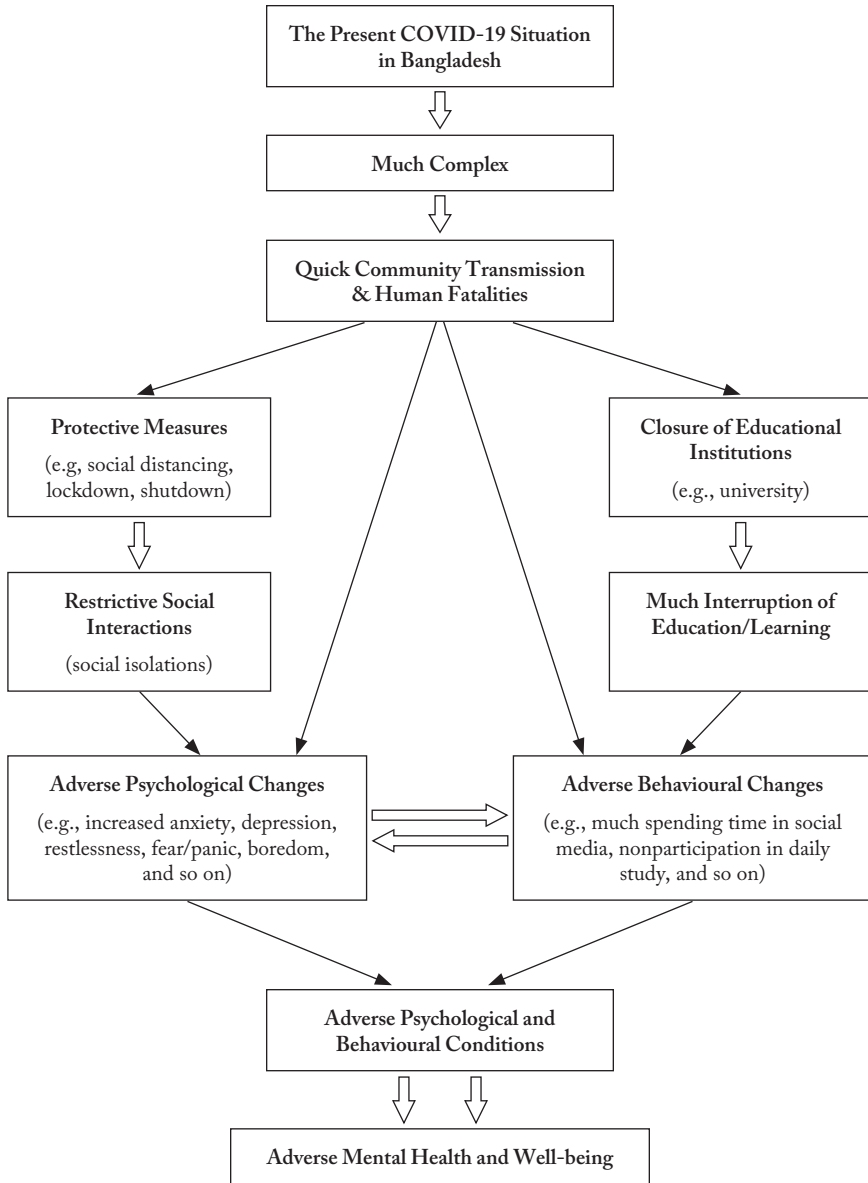 The Present COVID-19 Situation
in Bangladesh
Much Complex
Quick Community Transmission
& Human Fatalities
Protective Measures
(e.g, social distancing,
lockdown, shutdown)
Closure of Educational
Institutions
(e.g., university)
Restrictive Social
Interactions
(social isolations)
Much Interruption of
Education/Learning
Adverse Psychological Changes
(e.g., increased anxiety, depression,
restlessness, fear/panic, boredom,
and so on)
Adverse Behavioural Changes
(e.g., much spending time in social
media, nonparticipation in daily
study, and so on)
Adverse Psychological and
Behavioural Conditions
Adverse Mental Health and Well-being